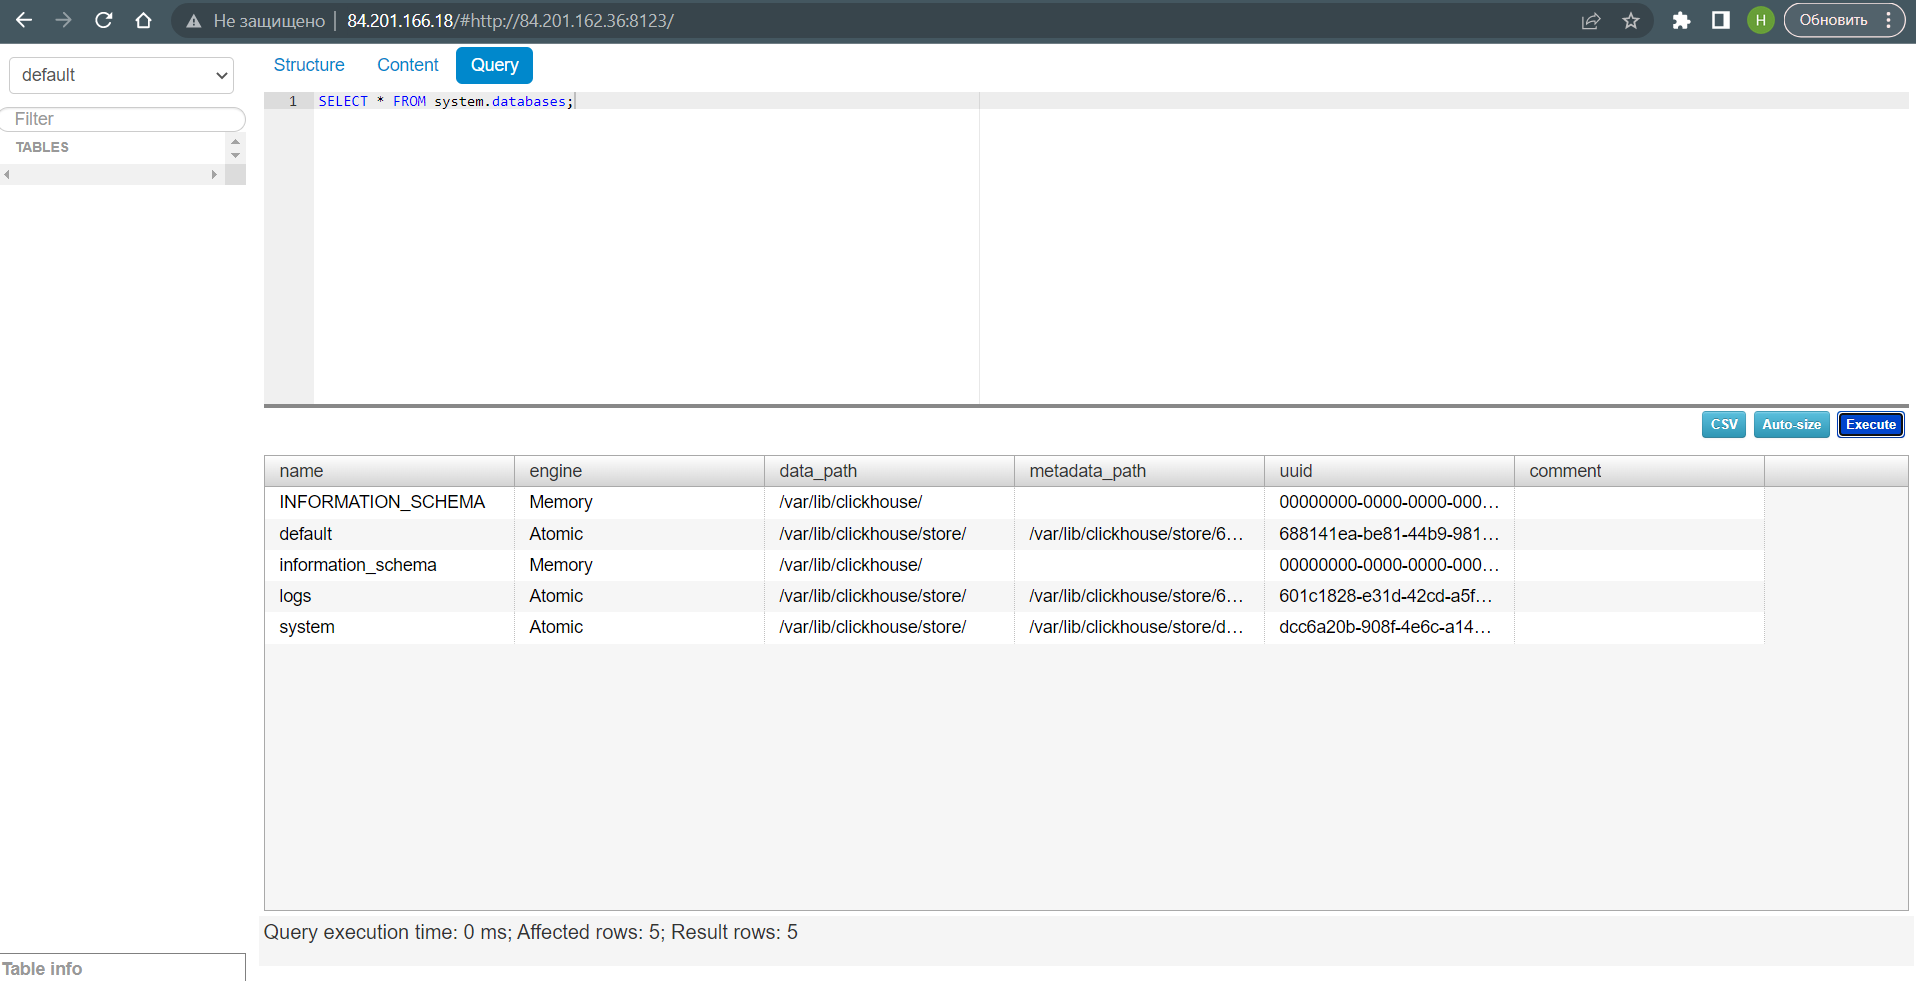 Не защищено | 84.201.166.18/#http://84.201.162.36:8123/
Н
Обновить
default
Structure Content Query
Filter
TABLES
1 SELECT * FROM system.databases;
CSV Auto-size Execute
name engine data_path metadata_path uuid comment
INFORMATION_SCHEMA Memory /var/lib/clickhouse/ 00000000-0000-0000-000...
default Atomic /var/lib/clickhouse/store/ /var/lib/clickhouse/store/6... 688141ea-be81-44b9-981...
information_schema Memory /var/lib/clickhouse/ 00000000-0000-0000-000...
logs Atomic /var/lib/clickhouse/store/ /var/lib/clickhouse/store/6... 601c1828-e31d-42cd-a5f...
system Atomic /var/lib/clickhouse/store/ /var/lib/clickhouse/store/d... dcc6a20b-908f-4e6c-a14...
Query execution time: 0 ms; Affected rows: 5; Result rows: 5
Table info